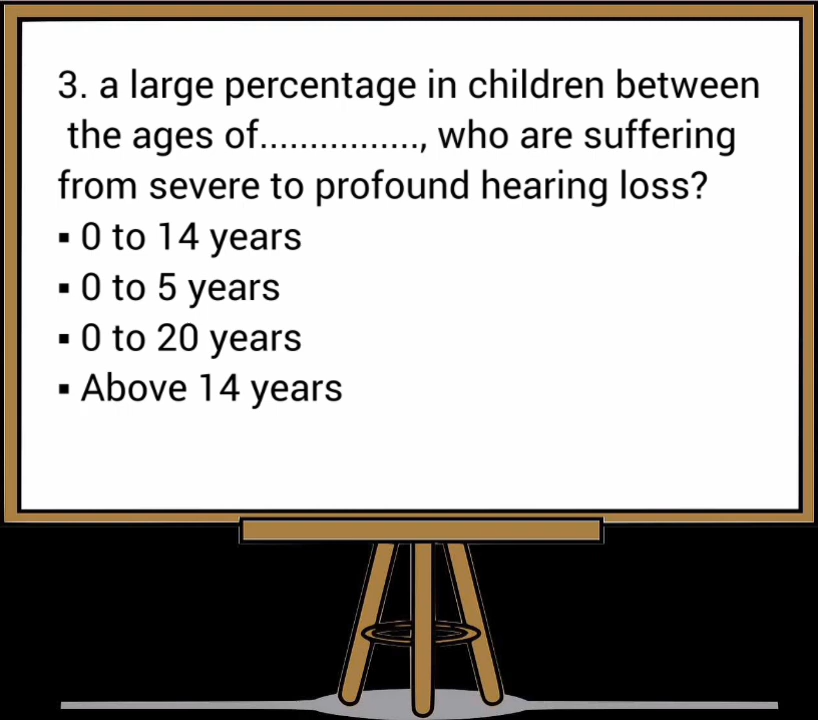 3. a large percentage in children between
the ages of................, who are suffering
from severe to profound hearing loss?
▪ 0 to 14 years
▪ 0 to 5 years
▪ 0 to 20 years
▪ Above 14 years